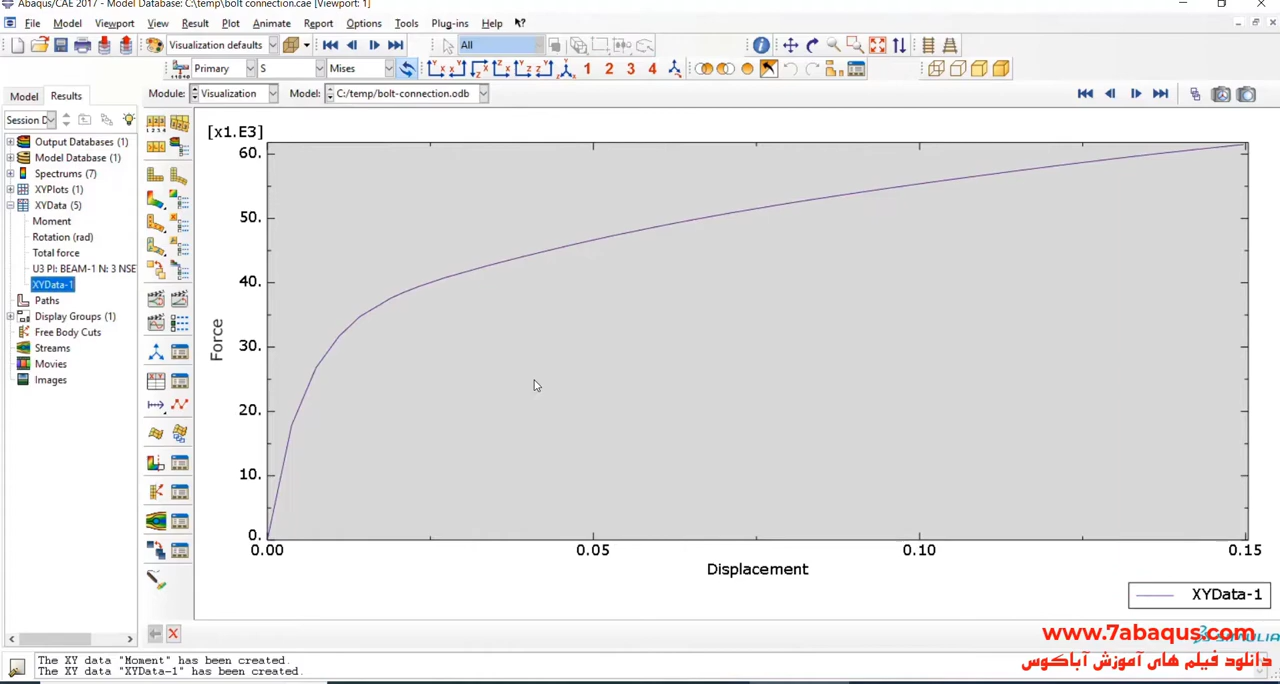 Abaqus/CAE 2017 - Model Database: C:\temp\bolt connection.cae [Viewport: 1]
File Model Viewport View Result Plot Animate Report Options Tools Plug-ins Help
Visualization defaults All
Primary S Mises 1 2 3 4
Model Results Module: Visualization Model: C:/temp/bolt-connection.odb
Session D
Output Databases (1)
Model Database (1)
Spectrums (7)
XYPlots (1)
XYData (5)
Moment
Rotation (rad)
Total force
U3 PI: BEAM-1 N: 3 NSE
XYData-1
Paths
Display Groups (1)
Free Body Cuts
Streams
Movies
Images
[x1.E3]
60.
50.
40.
30.
20.
10.
0.
Force
0.00 0.05 0.10 0.15
Displacement
XYData-1
SIMULIA
www.7abaqus.com
دانلود فیلم های آموزش آباکوس
The XY data "Moment" has been created.
The XY data "XYData-1" has been created.